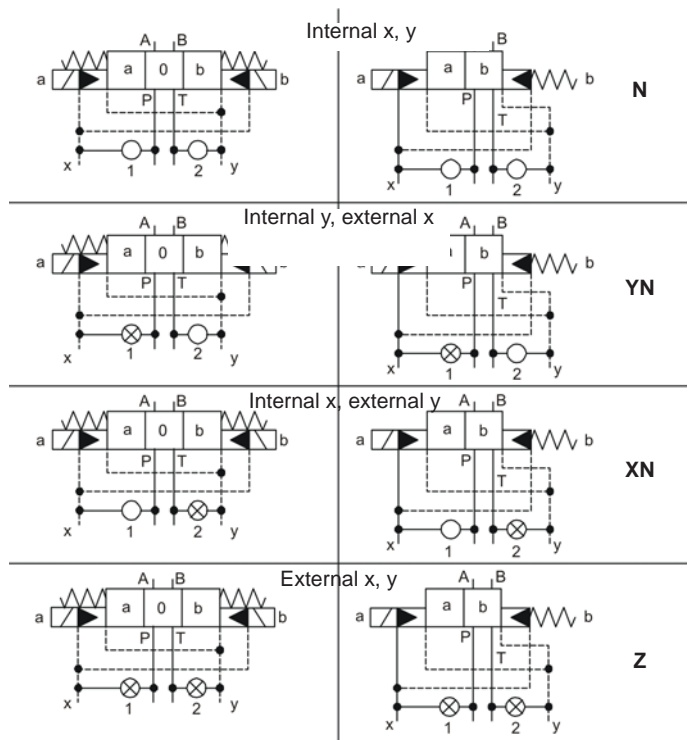 Internal x, y
A B
a a 0 b b
P T
x 1 2 y
B
a a b b
P T
x 1 2 y
N
Internal y, external x
A B
a a 0 b
P T
x 1 2 y
A B
a b b
P T
x 1 2 y
YN
Internal x, external y
A B
a a 0 b b
P T
x 1 2 y
A B
a a b b
P T
x 1 2 y
XN
External x, y
A B
a a 0 b b
P T
x 1 2 y
A B
a a b b
P T
x 1 2 y
Z